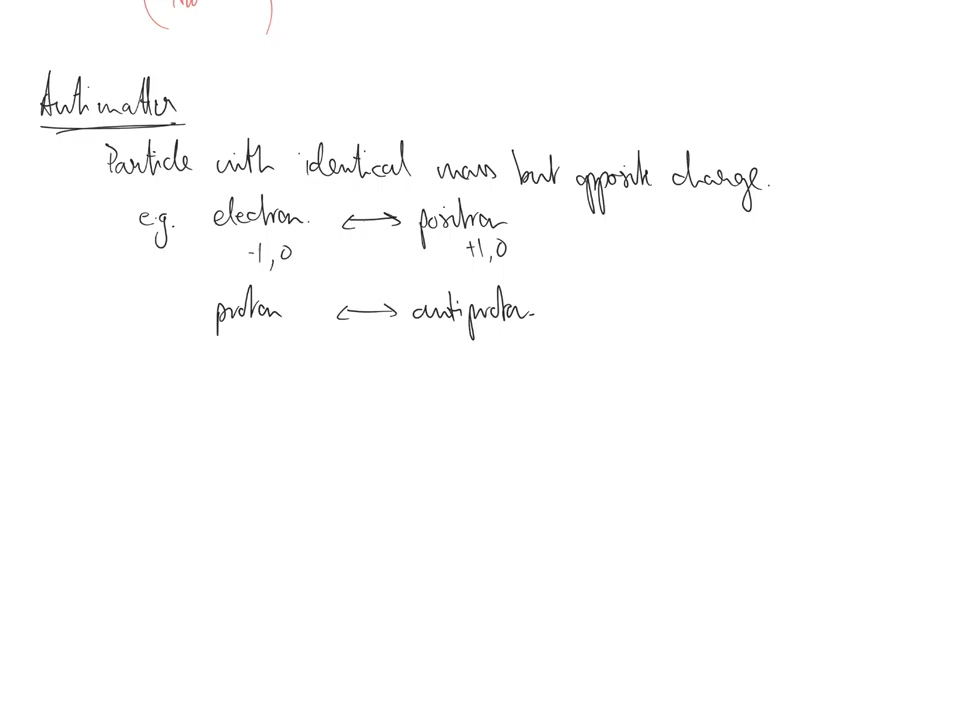 Antimatter
Particle with identical mass but opposite charge.
e.g. electron. ⟷ positron
-1, 0 +1, 0
proton ⟷ antiproton